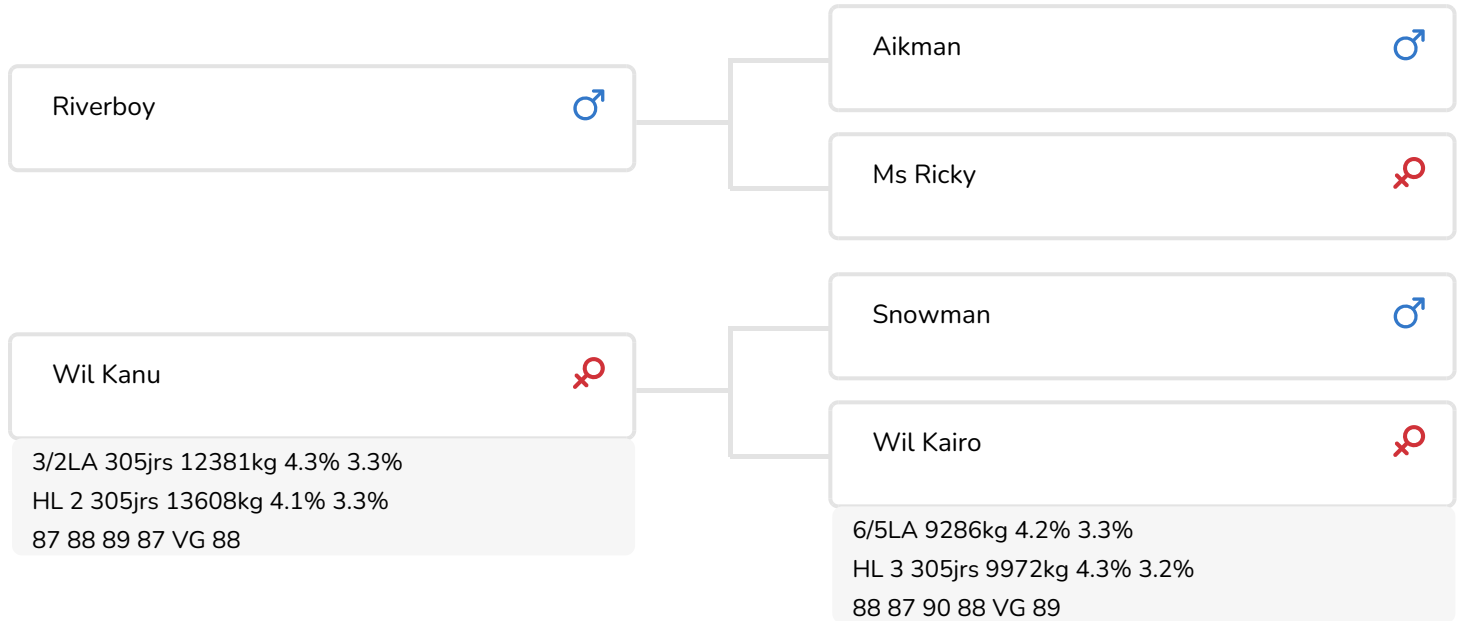 Riverboy
Aikman
Ms Ricky
Wil Kanu
3/2LA 305jrs 12381kg 4.3% 3.3%
HL 2 305jrs 13608kg 4.1% 3.3%
87 88 89 87 VG 88
Snowman
Wil Kairo
6/5LA 9286kg 4.2% 3.3%
HL 3 305jrs 9972kg 4.3% 3.2%
88 87 90 88 VG 89